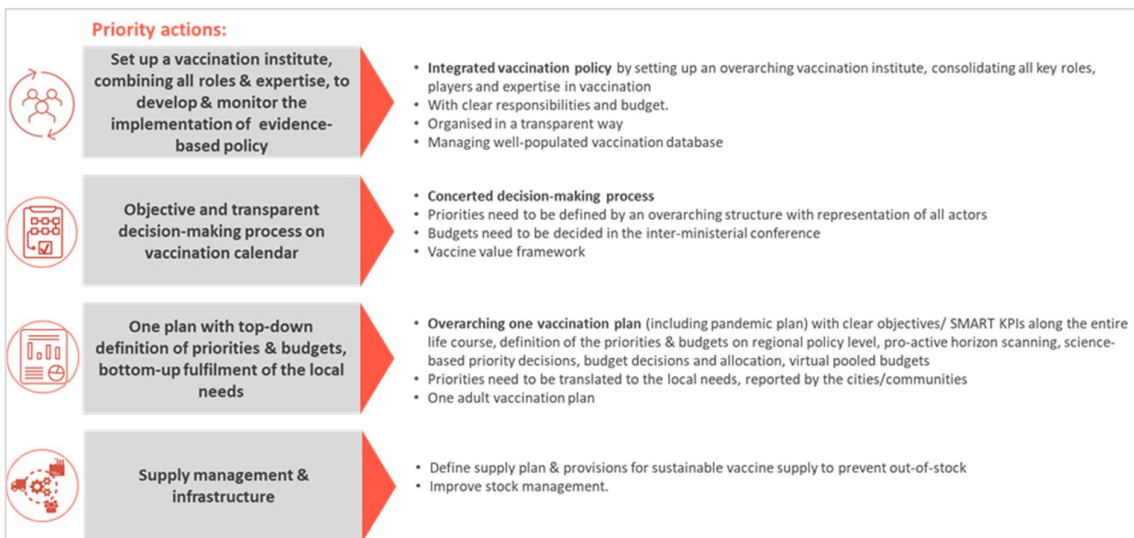 Priority actions:
Set up a vaccination institute,
combining all roles & expertise, to
develop & monitor the
implementation of evidence-
based policy
• Integrated vaccination policy by setting up an overarching vaccination institute, consolidating all key roles,
players and expertise in vaccination
• With clear responsibilities and budget.
• Organised in a transparent way
• Managing well-populated vaccination database
Objective and transparent
decision-making process on
vaccination calendar
• Concerted decision-making process
• Priorities need to be defined by an overarching structure with representation of all actors
• Budgets need to be decided in the inter-ministerial conference
• Vaccine value framework
One plan with top-down
definition of priorities & budgets,
bottom-up fulfilment of the local
needs
• Overarching one vaccination plan (including pandemic plan) with clear objectives/ SMART KPIs along the entire
life course, definition of the priorities & budgets on regional policy level, pro-active horizon scanning, science-
based priority decisions, budget decisions and allocation, virtual pooled budgets
• Priorities need to be translated to the local needs, reported by the cities/communities
• One adult vaccination plan
Supply management &
infrastructure
• Define supply plan & provisions for sustainable vaccine supply to prevent out-of-stock
• Improve stock management.